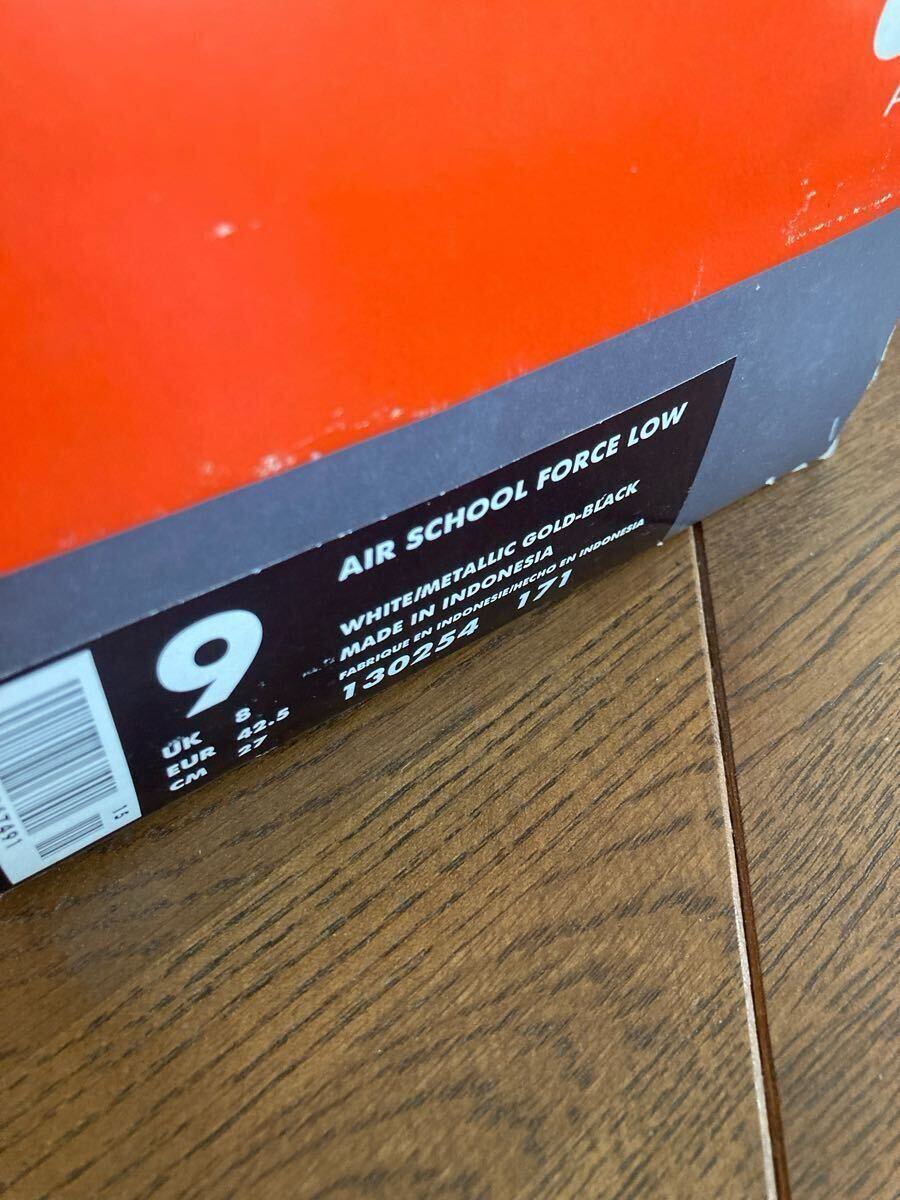 AIR SCHOOL FORCE LOW
WHITE/METALLIC GOLD-BLACK
MADE IN INDONESIA
FABRIQUE EN INDONESIE/HECHO EN INDONESIA
130254 171
9
UK 8
EUR 42.5
CM 27
15
A